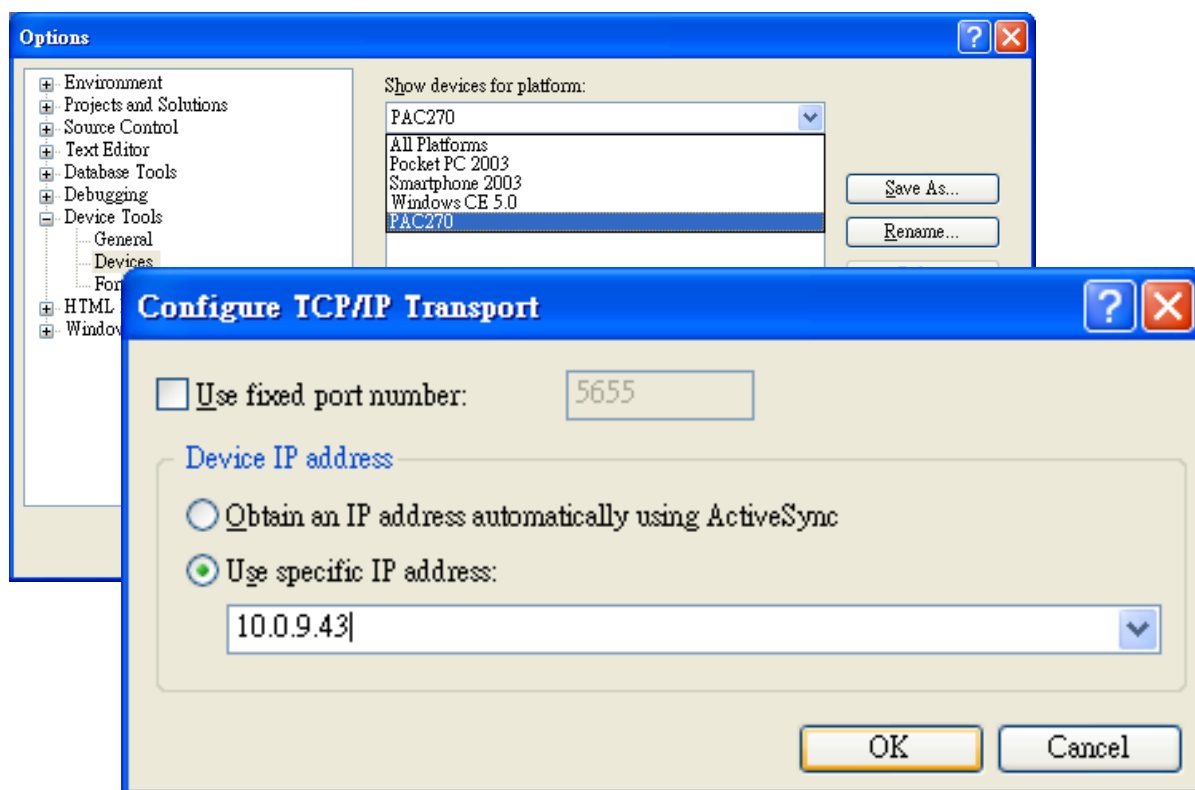 Options
Environment
Projects and Solutions
Source Control
Text Editor
Database Tools
Debugging
Device Tools
General
Devices
HTML
Show devices for platform:
PAC270
All Platforms
Pocket PC 2003
Smartphone 2003
Windows CE 5.0
PAC270
Save As...
Rename...
Configure TCP/IP Transport
Use fixed port number: 5655
Device IP address
Obtain an IP address automatically using ActiveSync
Use specific IP address:
10.0.9.43
OK Cancel